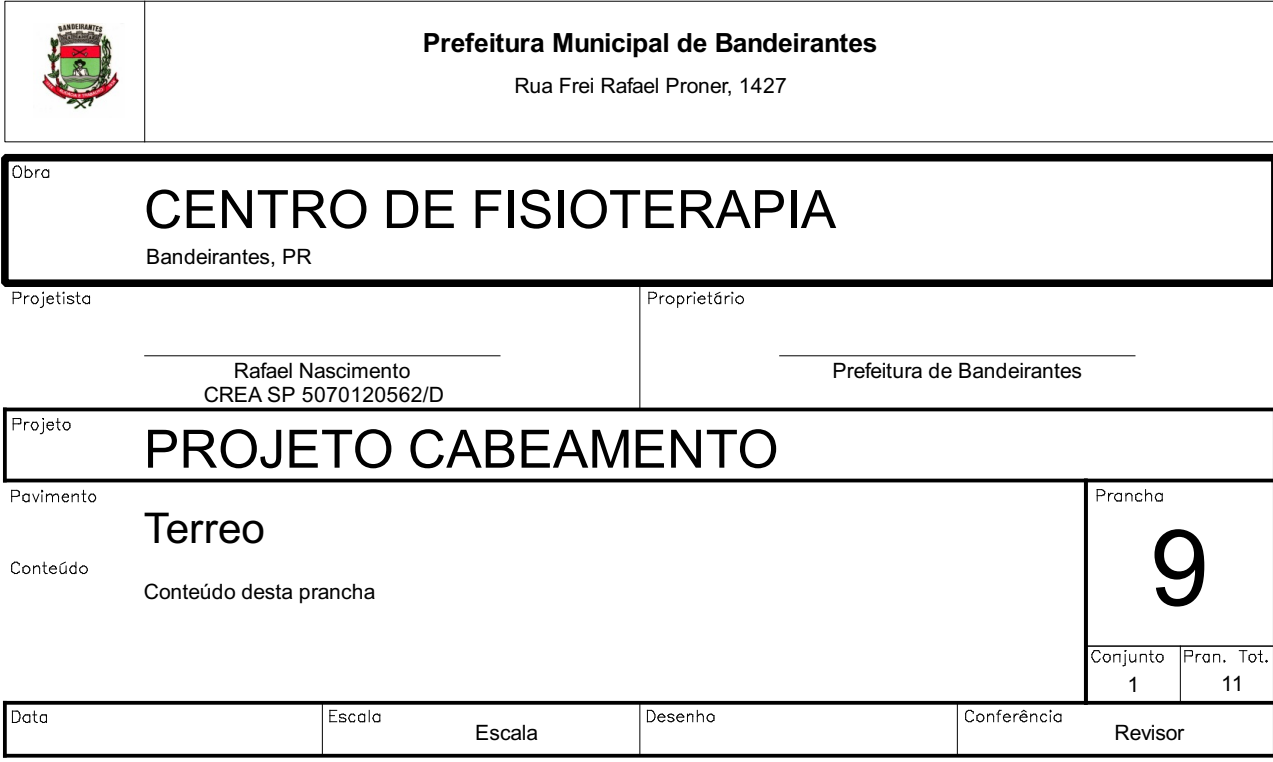 BANDEIRANTES
Prefeitura Municipal de Bandeirantes
Rua Frei Rafael Proner, 1427
Obra
CENTRO DE FISIOTERAPIA
Bandeirantes, PR
Projetista
Proprietário
Rafael Nascimento
CREA SP 5070120562/D
Prefeitura de Bandeirantes
Projeto
PROJETO CABEAMENTO
Pavimento
Terreo
Conteúdo
Conteúdo desta prancha
Prancha
9
Conjunto
1
Pran. Tot.
11
Data
Escala
Escala
Desenho
Conferência
Revisor